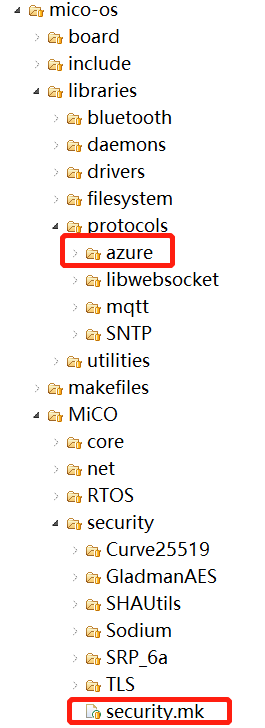 mico-os
board
include
libraries
bluetooth
daemons
drivers
filesystem
protocols
azure
libwebsocket
mqtt
SNTP
utilities
makefiles
MiCO
core
net
RTOS
security
Curve25519
GladmanAES
SHAUtils
Sodium
SRP_6a
TLS
security.mk